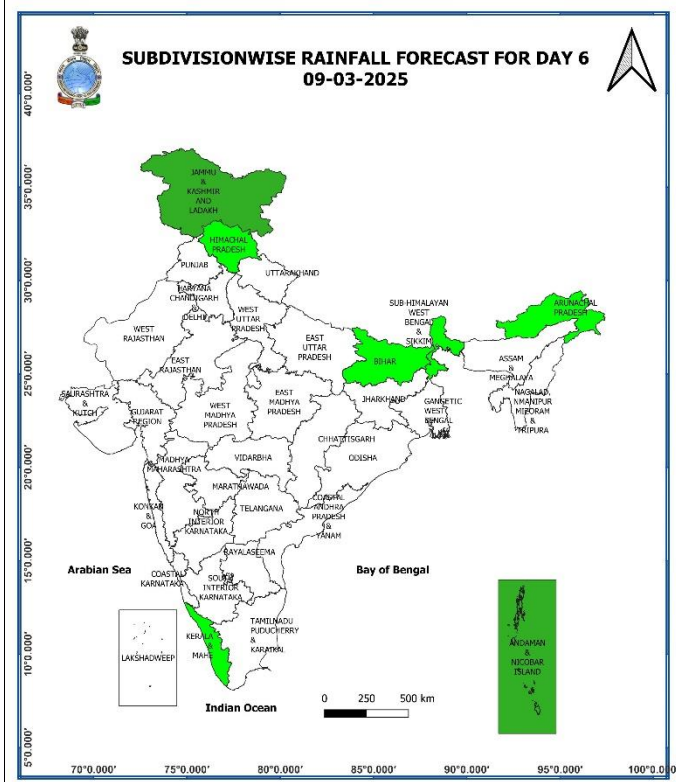 SUBDIVISIONWISE RAINFALL FORECAST FOR DAY 6
09-03-2025
40°0.000'
35°0.000'
30°0.000'
25°0.000'
20°0.000'
15°0.000'
10°0.000'
5°0.000'
JAMMU
&
KASHMIR
AND
LADAKH
HIMACHAL
PRADESH
PUNJAB
UTTARAKHAND
HARYANA
CHANDIGARH
&
DELHI
WEST
UTTAR
PRADESH
SUB-HIMALAYAN
WEST
BENGAL
&
SIKKIM
ARUNACHAL
PRADESH
WEST
RAJASTHAN
EAST
RAJASTHAN
EAST
UTTAR
PRADESH
BIHAR
ASSAM
&
MEGHALAYA
NAGALAD,
NMANIPUR
MIZORAM
&
TRIPURA
SAURASHTRA
&
KUTCH
GUJARAT
REGION
WEST
MADHYA
PRADESH
EAST
MADHYA
PRADESH
JHARKHAND
GANGETIC
WEST
BENGAL
CHHATTISGARH
ODISHA
MADHYA
MAHARASHTRA
VIDARBHA
MARATHAWADA
KONKAN
&
GOA
NORTH
INTERIOR
KARNATAKA
TELANGANA
COASTAL
ANDHRA
PRADESH
&
YANAM
RAYALASEEMA
Arabian Sea
COASTAL
KARNATAKA
SOUTH
INTERIOR
KARNATAKA
Bay of Bengal
LAKSHADWEEP
KERALA
&
MAHE
TAMILNADU
PUDUCHERRY
&
KARAIKAL
ANDAMAN
&
NICOBAR
ISLAND
Indian Ocean
0 250 500 km
70°0.000' 75°0.000' 80°0.000' 85°0.000' 90°0.000' 95°0.000' 100°0.000'